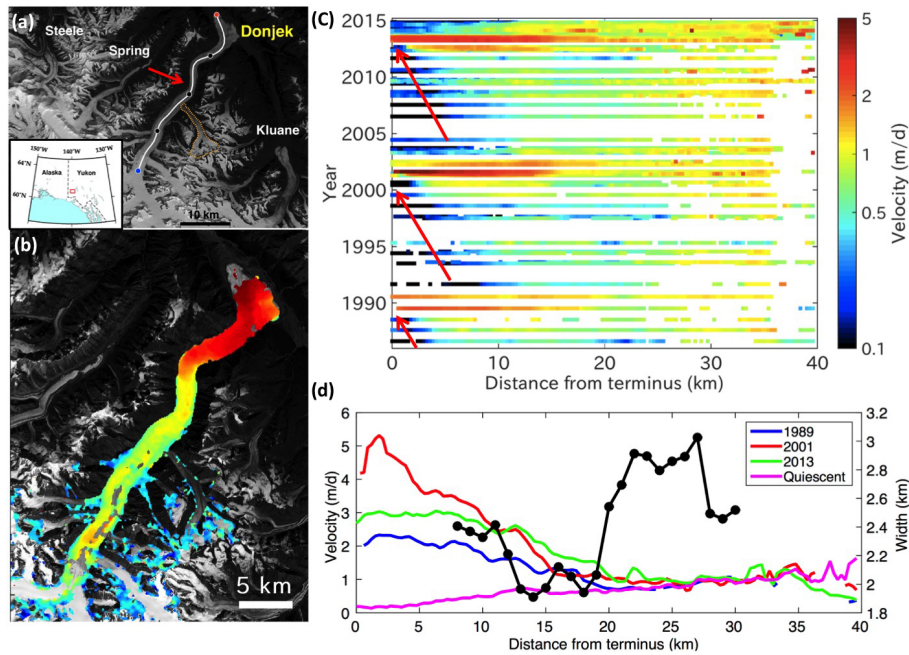 (a)
Steele
Spring
Donjek
Kluane
150°W 140°W 130°W
64°N
Alaska Yukon
60°N
10 km
(b)
5 km
(C)
2015
2010
2005
2000
1995
1990
Year
0 10 20 30 40
Distance from terminus (km)
5
2
1
0.5
0.1
Velocity (m/d)
(d)
6
5
4
3
2
1
0
Velocity (m/d)
0 5 10 15 20 25 30 35 40
Distance from terminus (km)
1989
2001
2013
Quiescent
3.2
3
2.8
2.6
2.4
2.2
2
1.8
Width (km)